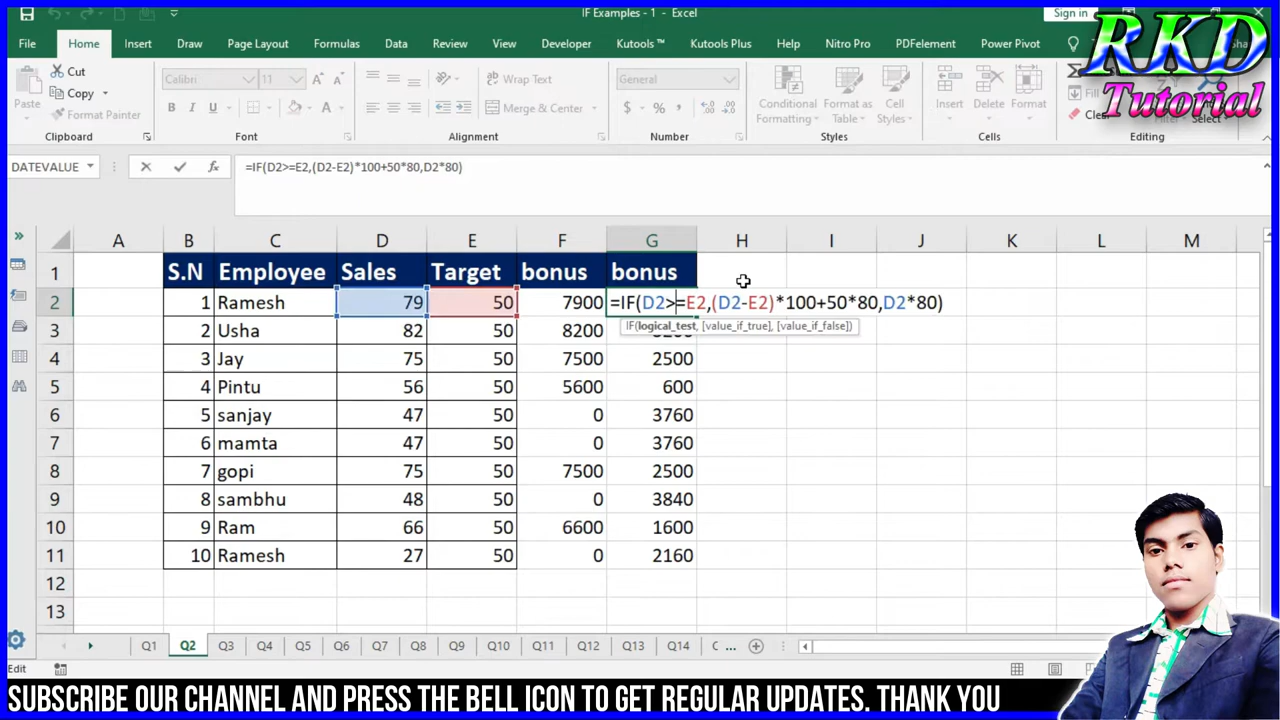 IF Examples - 1 - Excel
Sign in
File Home Insert Draw Page Layout Formulas Data Review View Developer Kutools ™ Kutools Plus Help Nitro Pro PDFelement Power Pivot
RKD
Tutorial
Paste
Cut
Copy
Format Painter
Calibri 11
B I U
Wrap Text
Merge & Center
General
$ %
Conditional Formatting
Format as Table
Cell Styles
Insert Delete Format
Fill
Clear
Clipboard Font Alignment Number Styles Cells Editing
DATEVALUE fx =IF(D2>=E2,(D2-E2)*100+50*80,D2*80)
A B C D E F G H I J K L M
1 S.N Employee Sales Target bonus bonus
2 1 Ramesh 79 50 7900 =IF(D2>=E2,(D2-E2)*100+50*80,D2*80)
IF(logical_test, [value_if_true], [value_if_false])
3 2 Usha 82 50 8200
4 3 Jay 75 50 7500 2500
5 4 Pintu 56 50 5600 600
6 5 sanjay 47 50 0 3760
7 6 mamta 47 50 0 3760
8 7 gopi 75 50 7500 2500
9 8 sambhu 48 50 0 3840
10 9 Ram 66 50 6600 1600
11 10 Ramesh 27 50 0 2160
12
13
Q1 Q2 Q3 Q4 Q5 Q6 Q7 Q8 Q9 Q10 Q11 Q12 Q13 Q14 ...
Edit
SUBSCRIBE OUR CHANNEL AND PRESS THE BELL ICON TO GET REGULAR UPDATES. THANK YOU